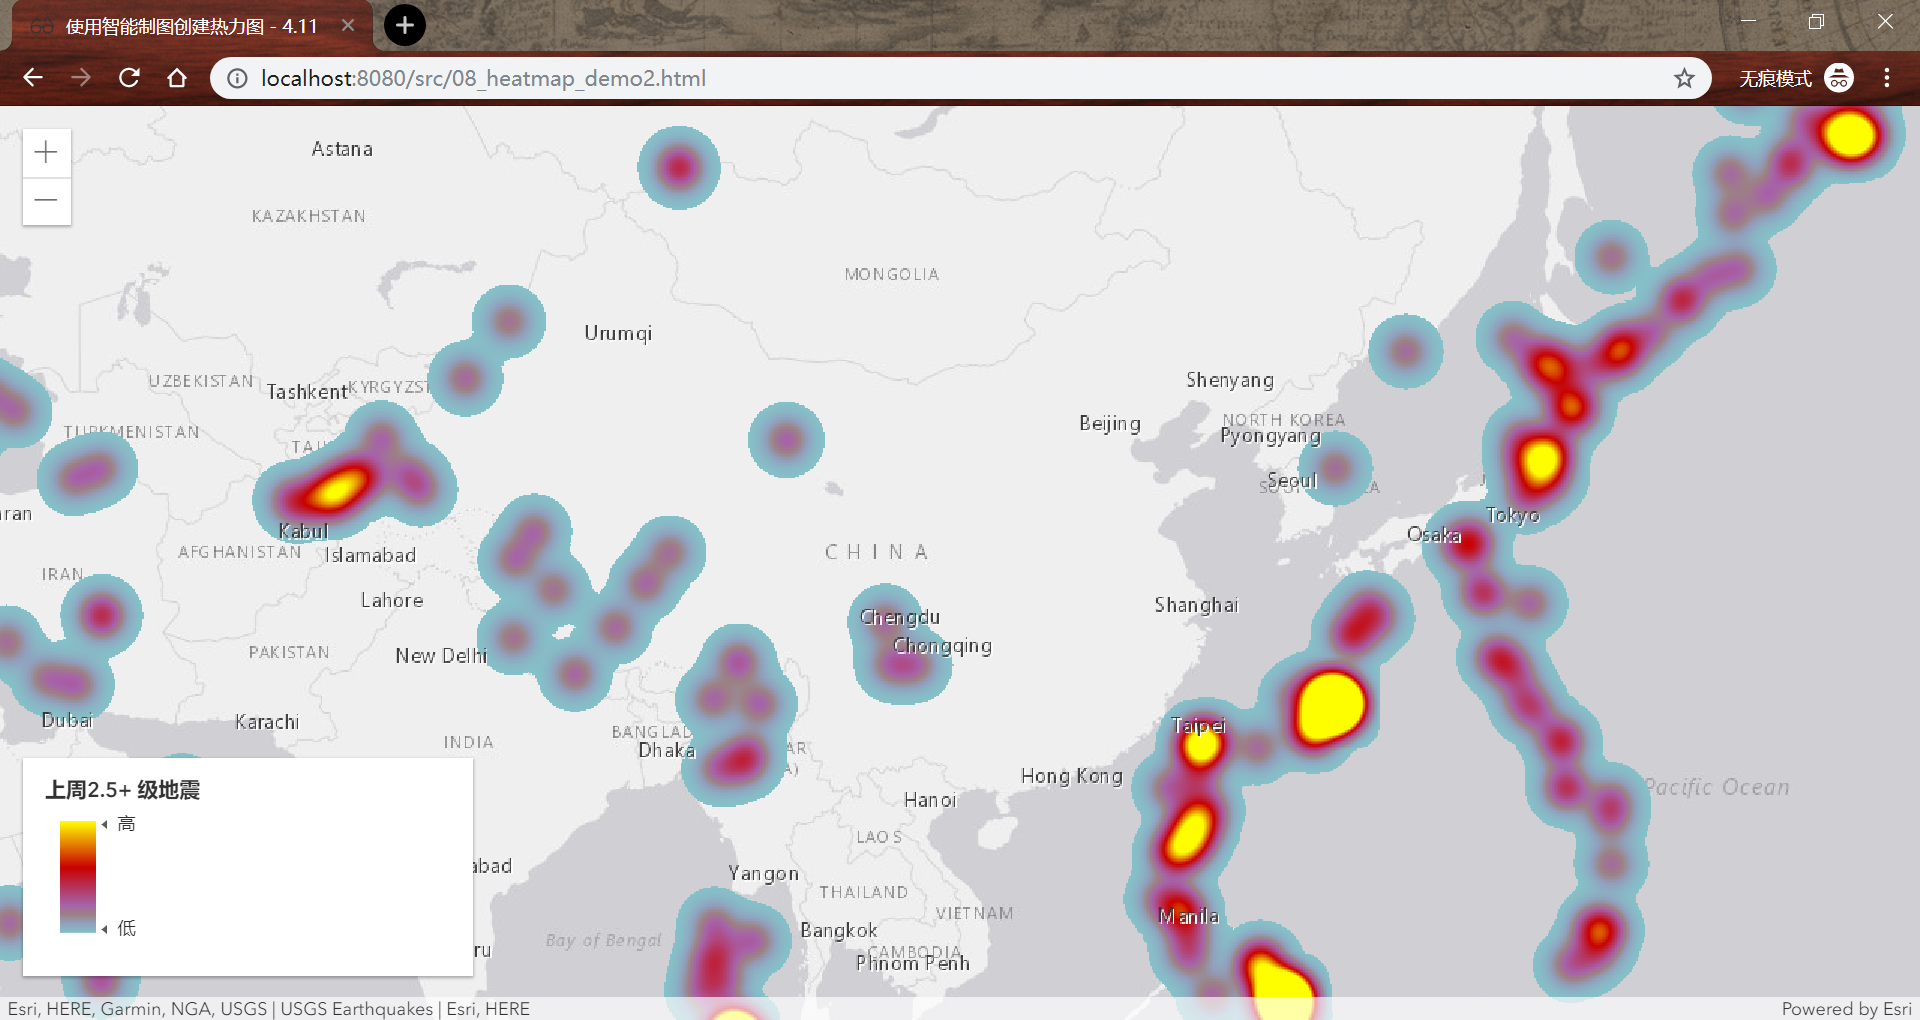 使用智能制图创建热力图 - 4.11
localhost:8080/src/08_heatmap_demo2.html
无痕模式
Astana
KAZAKHSTAN
MONGOLIA
Urumqi
UZBEKISTAN
Tashkent
KYRGYZST
Shenyang
Beijing
NORTH KOREA
TURKMENISTAN
Pyongyang
TAJI
Seoul
Tokyo
ran
Kabul
Osaka
AFGHANISTAN
Islamabad
CHINA
IRAN
Lahore
Shanghai
Chengdu
Chongqing
PAKISTAN
New Delhi
Dubai
Karachi
Taipei
BANGLAD
INDIA
Dhaka
AR
A)
Hong Kong
Pacific Ocean
Hanoi
LAOS
abad
Yangon
THAILAND
VIETNAM
Manila
Bangkok
Bay of Bengal
ru
CAMBODIA
Phnom Penh
上周2.5+ 级地震
高
低
Esri, HERE, Garmin, NGA, USGS | USGS Earthquakes | Esri, HERE
Powered by Esri